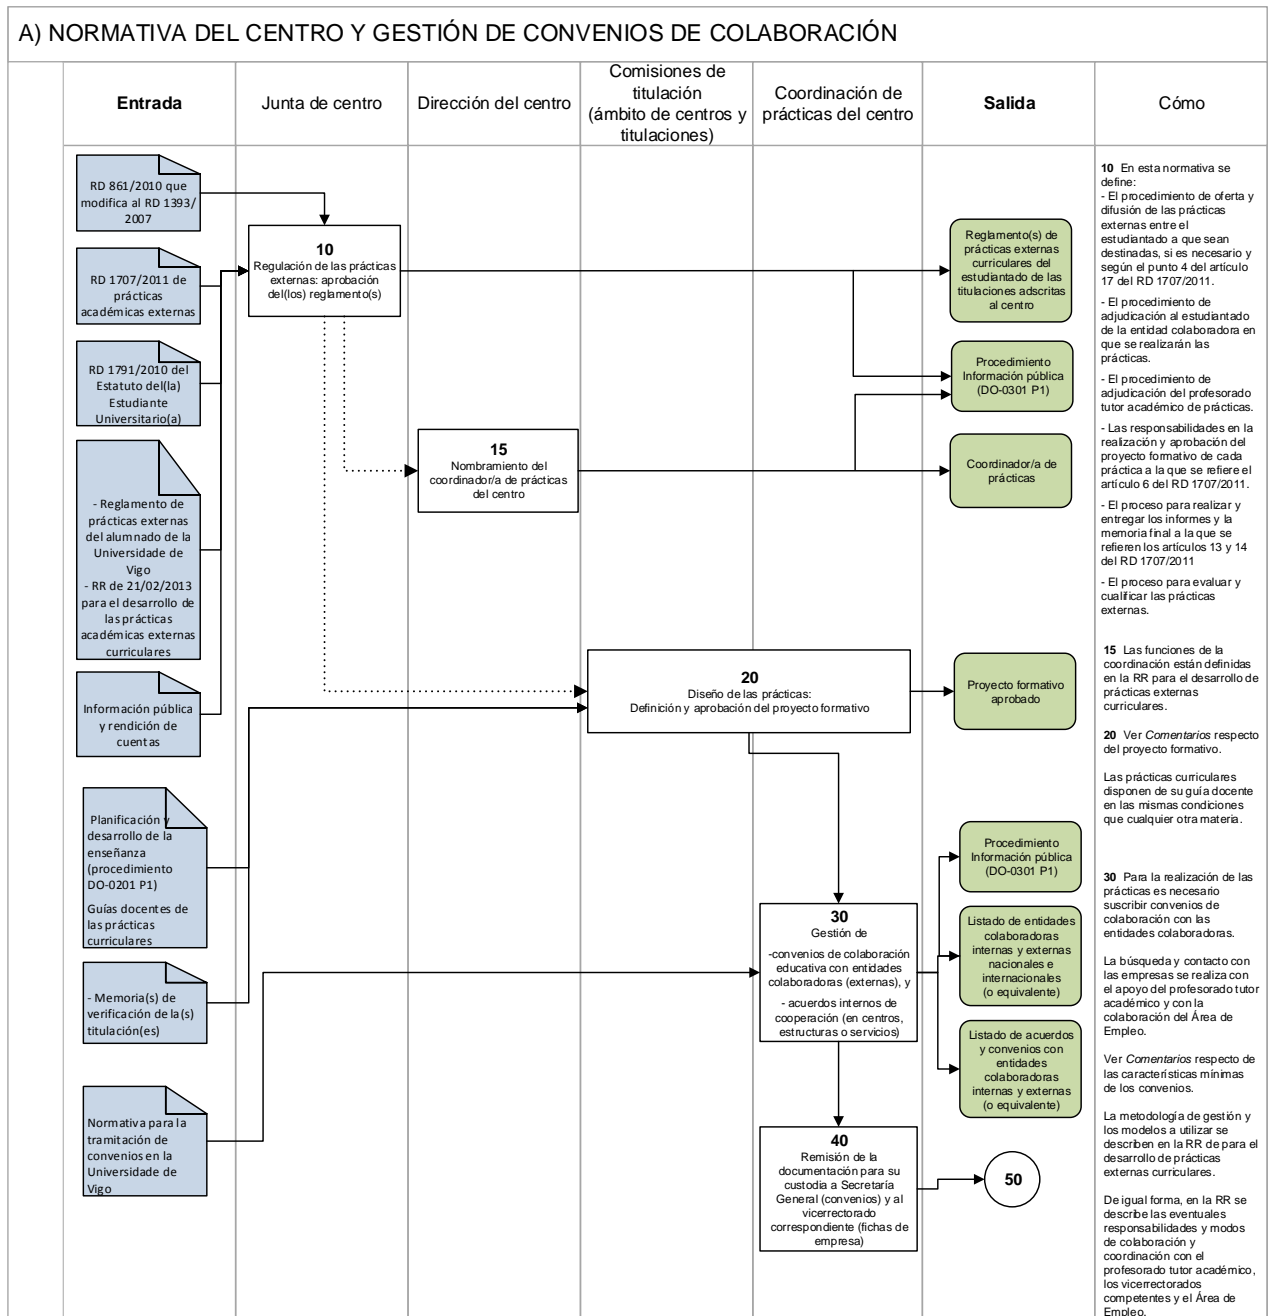 A) NORMATIVA DEL CENTRO Y GESTIÓN DE CONVENIOS DE COLABORACIÓN
Entrada
Junta de centro
Dirección del centro
Comisiones de
titulación
(ámbito de centros y
titulaciones)
Coordinación de
prácticas del centro
Salida
Cómo
RD 861/2010 que
modifica al RD 1393/
2007
RD 1707/2011 de
prácticas
académicas externas
RD 1791/2010 del
Estatuto del(la)
Estudiante
Universitario(a)
- Reglamento de
prácticas externas
del alumnado de la
Universidade de
Vigo
- RR de 21/02/2013
para el desarrollo de
las prácticas
académicas externas
curriculares
Información pública
y rendición de
cuentas
Planificación y
desarrollo de la
enseñanza
(procedimiento
DO-0201 P1)
Guías docentes de
las prácticas
curriculares
- Memoria(s) de
verificación de la(s)
titulación(es)
Normativa para la
tramitación de
convenios en la
Universidade de
Vigo
10
Regulación de las prácticas
externas: aprobación
del(los) reglamento(s)
15
Nombramiento del
coordinador/a de prácticas
del centro
20
Diseño de las prácticas:
Definición y aprobación del proyecto formativo
30
Gestión de
-convenios de colaboración
educativa con entidades
colaboradoras (externas), y
- acuerdos internos de
cooperación (en centros,
estructuras o servicios)
40
Remisión de la
documentación para su
custodia a Secretaría
General (convenios) y al
vicerrectorado
correspondiente (fichas de
empresa)
Reglamento(s) de
prácticas externas
curriculares del
estudiantado de las
titulaciones adscritas
al centro
Procedimiento
Información pública
(DO-0301 P1)
Coordinador/a de
prácticas
Proyecto formativo
aprobado
Procedimiento
Información pública
(DO-0301 P1)
Listado de entidades
colaboradoras
internas y externas
nacionales e
internacionales
(o equivalente)
Listado de acuerdos
y convenios con
entidades
colaboradoras
internas y externas
(o equivalente)
50
10 En esta normativa se
define:
- El procedimiento de oferta y
difusión de las prácticas
externas entre el
estudiantado a que sean
destinadas, si es necesario y
según el punto 4 del artículo
17 del RD 1707/2011.
- El procedimiento de
adjudicación al estudiantado
de la entidad colaboradora en
que se realizarán las
prácticas.
- El procedimiento de
adjudicación del profesorado
tutor académico de prácticas.
- Las responsabilidades en la
realización y aprobación del
proyecto formativo de cada
práctica a la que se refiere el
artículo 6 del RD 1707/2011.
- El proceso para realizar y
entregar los informes y la
memoria final a la que se
refieren los artículos 13 y 14
del RD 1707/2011
- El proceso para evaluar y
cualificar las prácticas
externas.
15 Las funciones de la
coordinación están definidas
en la RR para el desarrollo de
prácticas externas
curriculares.
20 Ver Comentarios respecto
del proyecto formativo.
Las prácticas curriculares
disponen de su guía docente
en las mismas condiciones
que cualquier otra materia.
30 Para la realización de las
prácticas es necesario
suscribir convenios de
colaboración con las
entidades colaboradoras.
La búsqueda y contacto con
las empresas se realiza con
el apoyo del profesorado tutor
académico y con la
colaboración del Área de
Empleo.
Ver Comentarios respecto de
las características mínimas
de los convenios.
La metodología de gestión y
los modelos a utilizar se
describen en la RR de para el
desarrollo de prácticas
externas curriculares.
De igual forma, en la RR se
describe las eventuales
responsabilidades y modos
de colaboración y
coordinación con el
profesorado tutor académico,
los vicerrectorados
competentes y el Área de
Empleo.